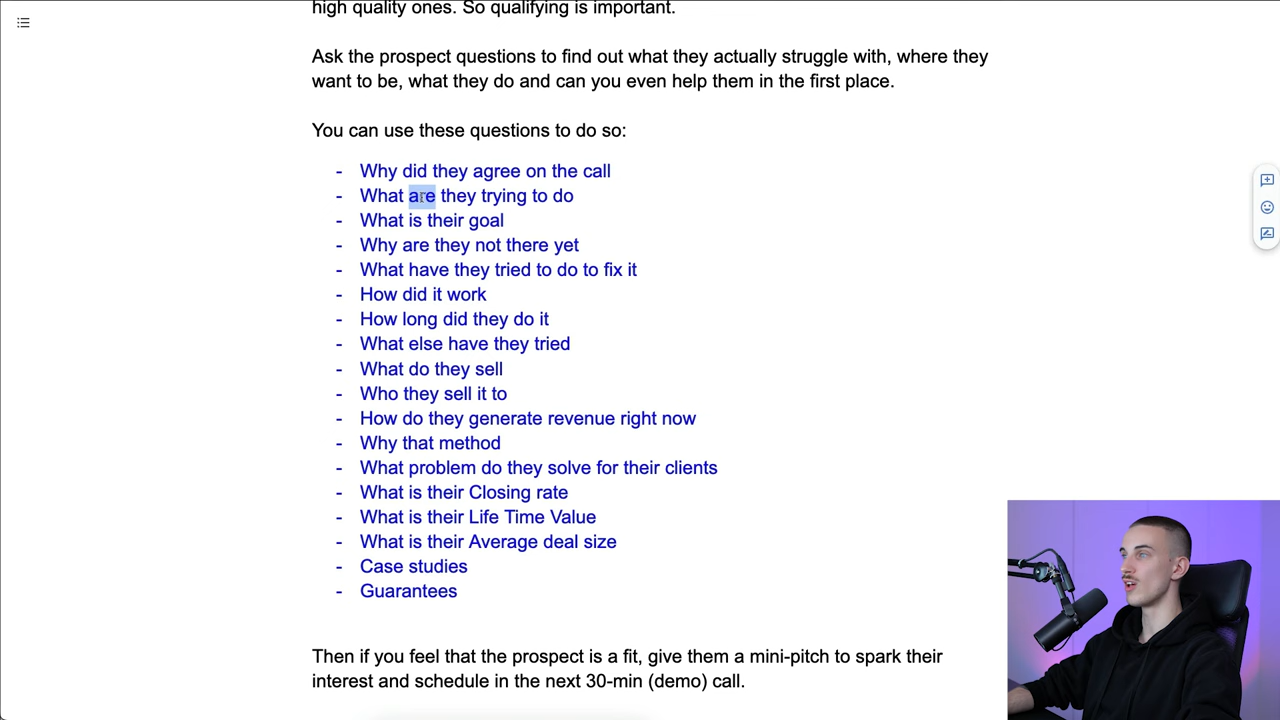 high quality ones. So qualifying is important.
Ask the prospect questions to find out what they actually struggle with, where they
want to be, what they do and can you even help them in the first place.
You can use these questions to do so:
- Why did they agree on the call
- What are they trying to do
- What is their goal
- Why are they not there yet
- What have they tried to do to fix it
- How did it work
- How long did they do it
- What else have they tried
- What do they sell
- Who they sell it to
- How do they generate revenue right now
- Why that method
- What problem do they solve for their clients
- What is their Closing rate
- What is their Life Time Value
- What is their Average deal size
- Case studies
- Guarantees
Then if you feel that the prospect is a fit, give them a mini-pitch to spark their
interest and schedule in the next 30-min (demo) call.